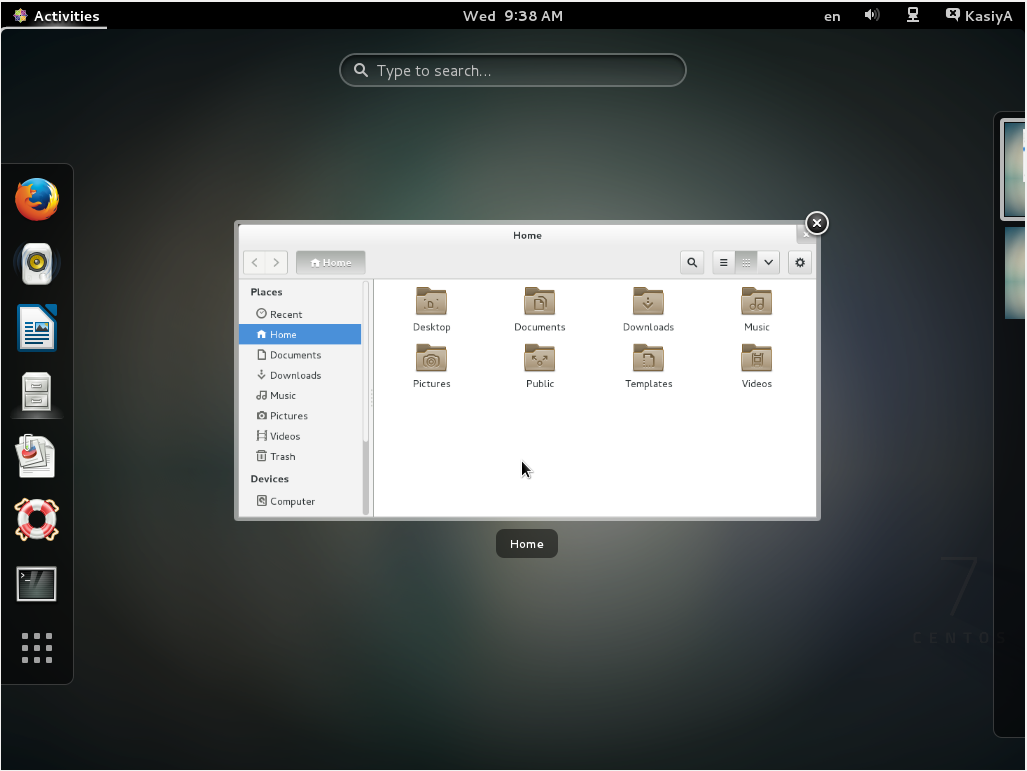 Activities
Wed 9:38 AM
en
KasiyA
Type to search...
Home
Home
Places
Recent
Home
Documents
Downloads
Music
Pictures
Videos
Trash
Devices
Computer
Desktop
Documents
Downloads
Music
Pictures
Public
Templates
Videos
Home
7
CENTOS